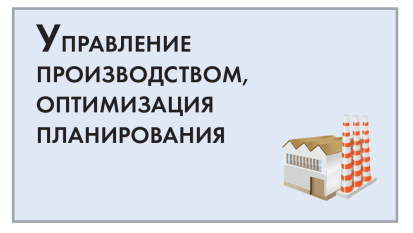 Управление
производством,
оптимизация
планирования